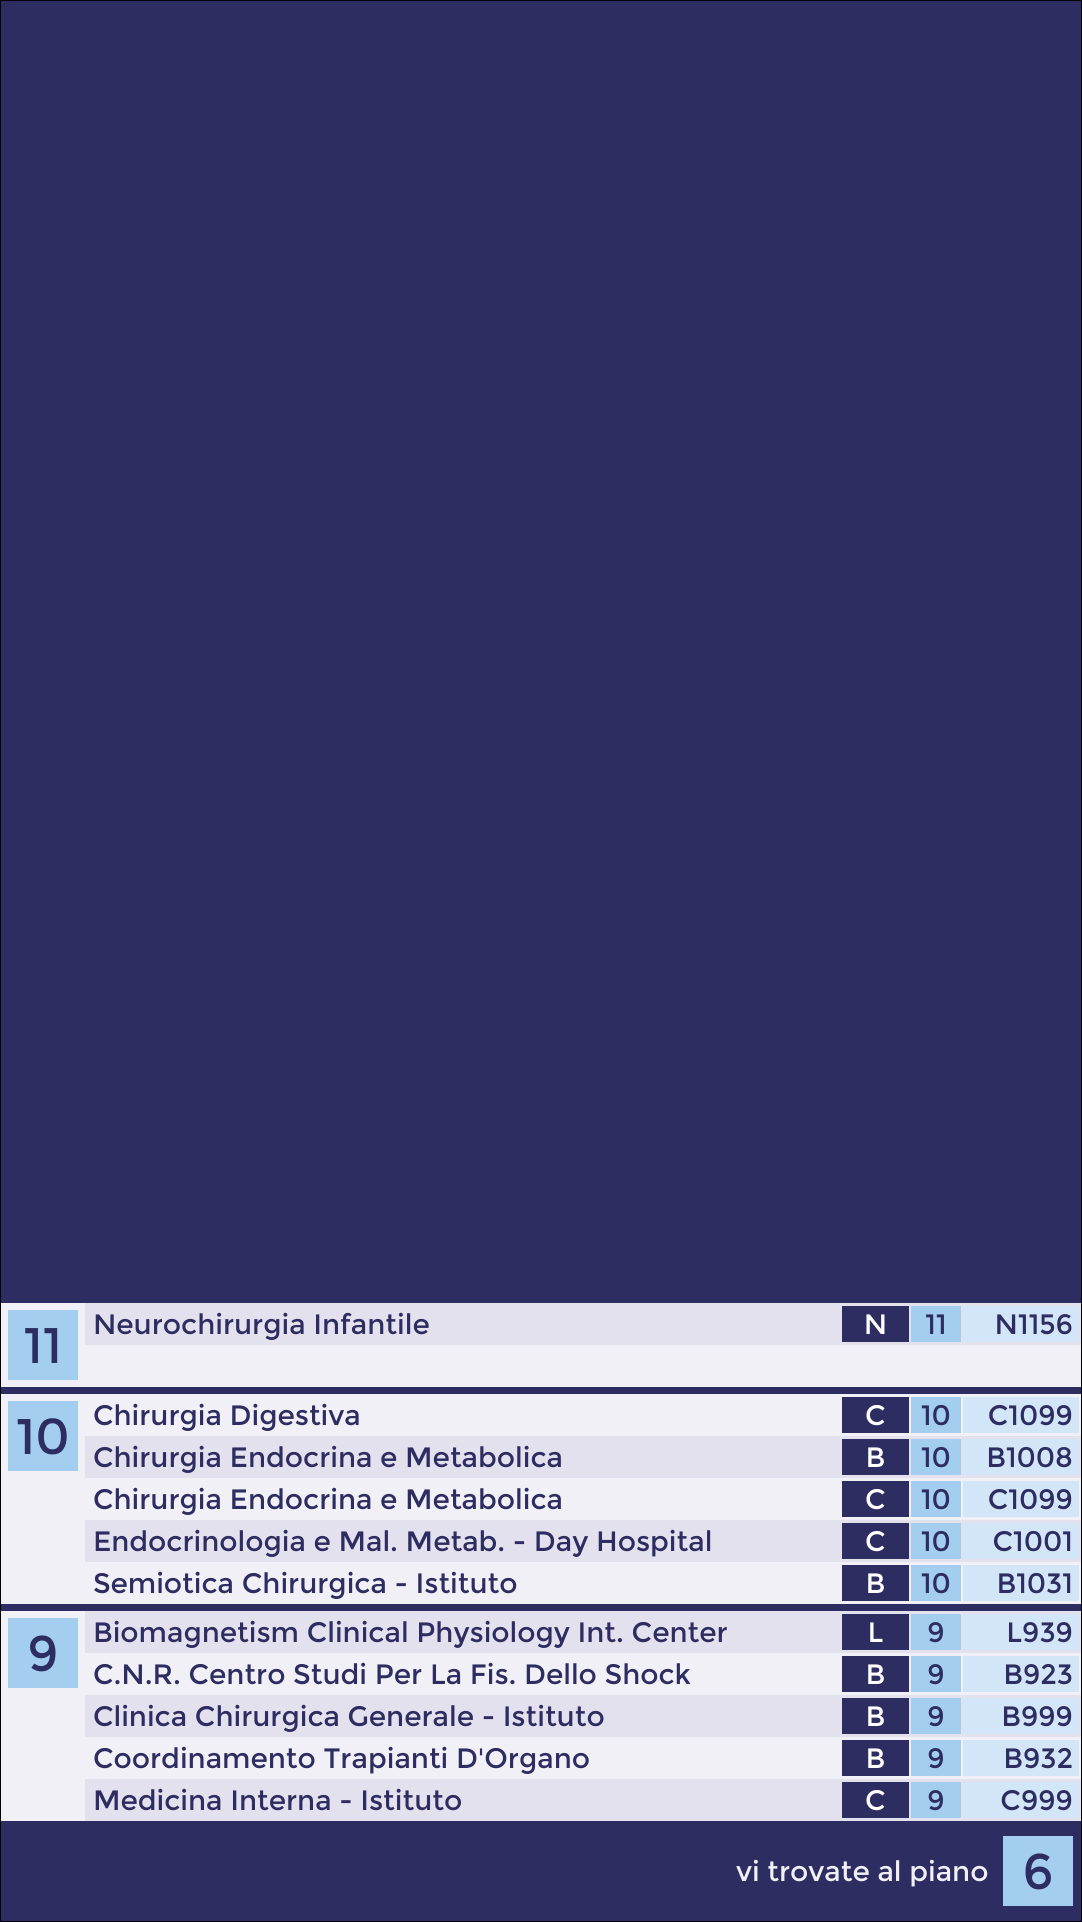 11 Neurochirurgia Infantile N 11 N1156
10 Chirurgia Digestiva C 10 C1099
Chirurgia Endocrina e Metabolica B 10 B1008
Chirurgia Endocrina e Metabolica C 10 C1099
Endocrinologia e Mal. Metab. - Day Hospital C 10 C1001
Semiotica Chirurgica - Istituto B 10 B1031
9 Biomagnetism Clinical Physiology Int. Center L 9 L939
C.N.R. Centro Studi Per La Fis. Dello Shock B 9 B923
Clinica Chirurgica Generale - Istituto B 9 B999
Coordinamento Trapianti D'Organo B 9 B932
Medicina Interna - Istituto C 9 C999
vi trovate al piano 6